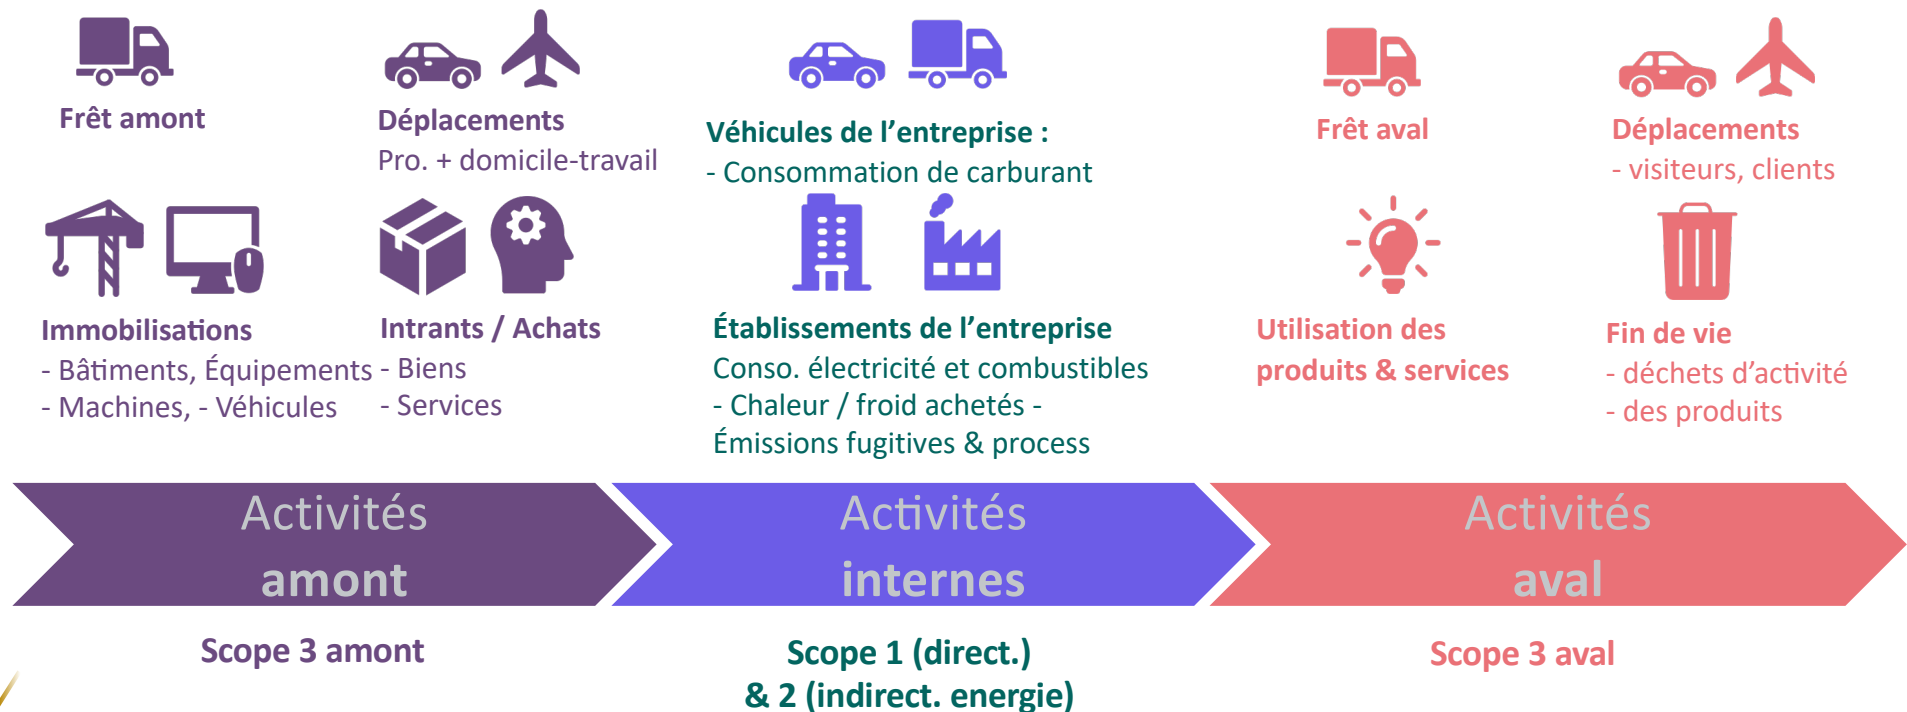 Frêt amont
Déplacements
Pro. + domicile-travail
Immobilisations
- Bâtiments, Équipements
- Machines, - Véhicules
Intrants / Achats
- Biens
- Services
Véhicules de l’entreprise :
- Consommation de carburant
Établissements de l’entreprise
Conso. électricité et combustibles
- Chaleur / froid achetés -
Émissions fugitives & process
Frêt aval
Déplacements
- visiteurs, clients
Utilisation des
produits & services
Fin de vie
- déchets d’activité
- des produits
Activités
amont
Activités
internes
Activités
aval
Scope 3 amont
Scope 1 (direct.)
& 2 (indirect. energie)
Scope 3 aval